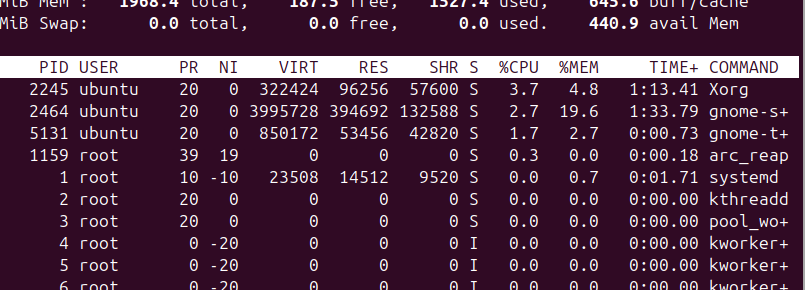 MiB Mem : 1968.4 total, 187.5 free, 1527.4 used, 645.6 buff/cache
MiB Swap: 0.0 total, 0.0 free, 0.0 used. 440.9 avail Mem
PID USER PR NI VIRT RES SHR S %CPU %MEM TIME+ COMMAND
2245 ubuntu 20 0 322424 96256 57600 S 3.7 4.8 1:13.41 Xorg
2464 ubuntu 20 0 3995728 394692 132588 S 2.7 19.6 1:33.79 gnome-s+
5131 ubuntu 20 0 850172 53456 42820 S 1.7 2.7 0:00.73 gnome-t+
1159 root 39 19 0 0 0 S 0.3 0.0 0:00.18 arc_reap
1 root 10 -10 23508 14512 9520 S 0.0 0.7 0:01.71 systemd
2 root 20 0 0 0 0 S 0.0 0.0 0:00.00 kthreadd
3 root 20 0 0 0 0 S 0.0 0.0 0:00.00 pool_wo+
4 root 0 -20 0 0 0 I 0.0 0.0 0:00.00 kworker+
5 root 0 -20 0 0 0 I 0.0 0.0 0:00.00 kworker+
6 root 0 -20 0 0 0 I 0.0 0.0 0:00.00 kworker+